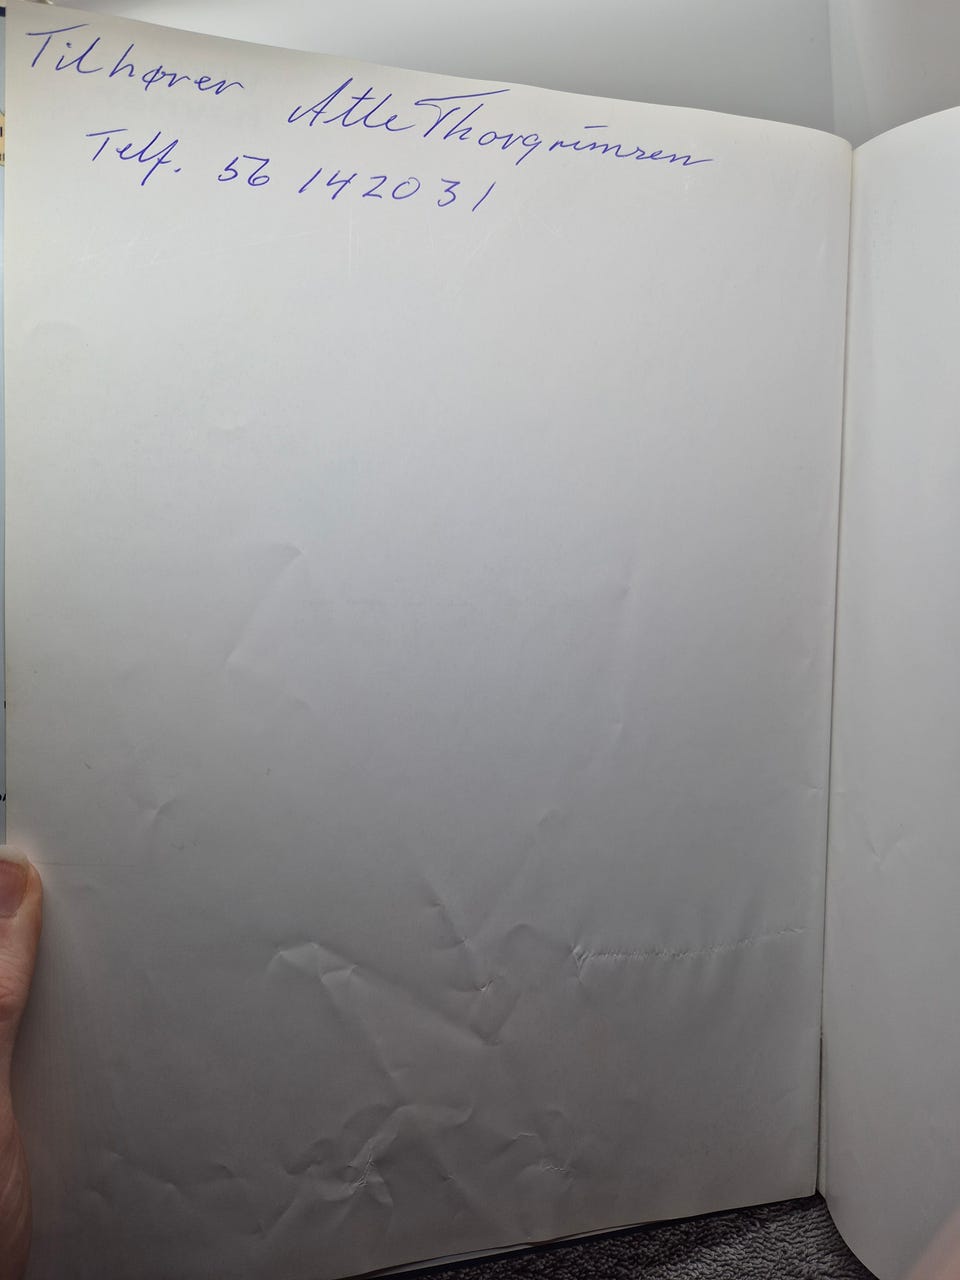 Tilhører Atle Thorgrimsen
Telf. 56 142031